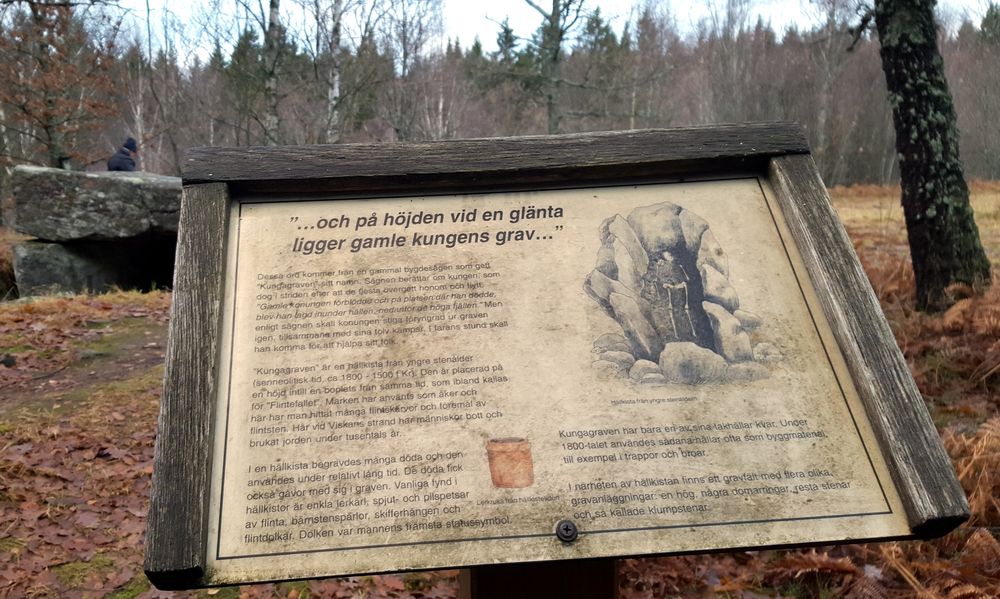 "...och på höjden vid en glänta
ligger gamle kungens grav..."
Dessa ord kommer från en gammal bygdesägen som gett
"Kungagraven" sitt namn. Sägnen berättar om kungen, som
dog i striden efter att de flesta övergett honom och flytt.
"Gamle konungen förblödde och på platsen där han dödde,
blev han lagd inunder hällen, nedanför de höga fjällen." Men
enligt sägnen skall konungen stiga föryngrad ur graven
igen, tillsammans med sina tolv kämpar. I farans stund skall
han komma för att hjälpa sitt folk.
"Kungagraven" är en hällkista från yngre stenålder
(senneolitisk tid, ca 1800 - 1500 f Kr). Den är placerad på
en höjd intill en boplats från samma tid, som ibland kallas
för "Flintefallet". Marken har använts som åker och
här har man hittat många flintskärvor och föremål av
flintsten. Här vid Viskans strand har människor bott och
brukat jorden under tusentals år.
I en hällkista begravdes många döda och den
användes under relativt lång tid. De döda fick
också gåvor med sig i graven. Vanliga fynd i
hällkistor är enkla lerkärl, spjut- och pilspetsar
av flinta, bärnstenspärlor, skifferhängen och
flintdolkar. Dolken var mannens främsta statussymbol.
Lerkruka från hällkistetiden
Hällkista från yngre stenåldern
Kungagraven har bara en av sina takhällar kvar. Under
1800-talet användes sådana hällar ofta som byggmaterial,
till exempel i trappor och broar.
I närheten av hällkistan finns ett gravfält med flera olika
gravanläggningar: en hög, några domarringar, resta stenar
och så kallade klumpstenar.